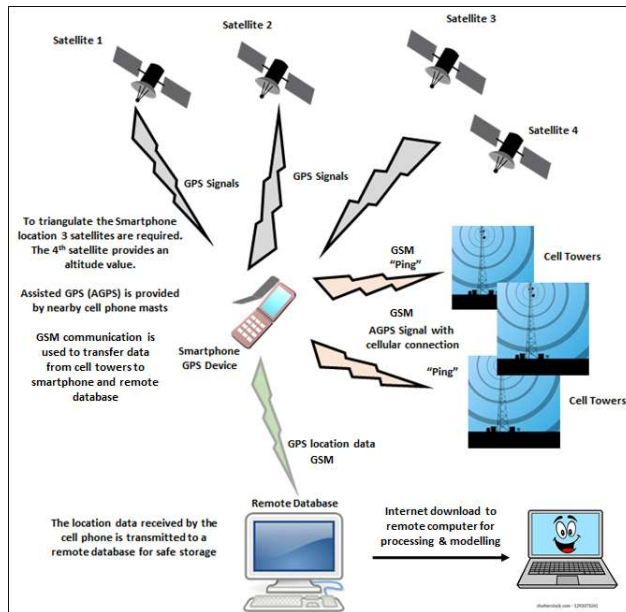 Satellite 1
Satellite 2
Satellite 3
Satellite 4
GPS Signals
GPS Signals
To triangulate the Smartphone
location 3 satellites are required.
The 4th satellite provides an
altitude value.
Assisted GPS (AGPS) is provided
by nearby cell phone masts
GSM communication is
used to transfer data
from cell towers to
smartphone and remote
database
Smartphone
GPS Device
GSM
“Ping”
Cell Towers
GSM
AGPS Signal with
cellular connection
“Ping”
Cell Towers
GPS location data
GSM
Remote Database
The location data received by the
cell phone is transmitted to a
remote database for safe storage
Internet download to
remote computer for
processing & modelling